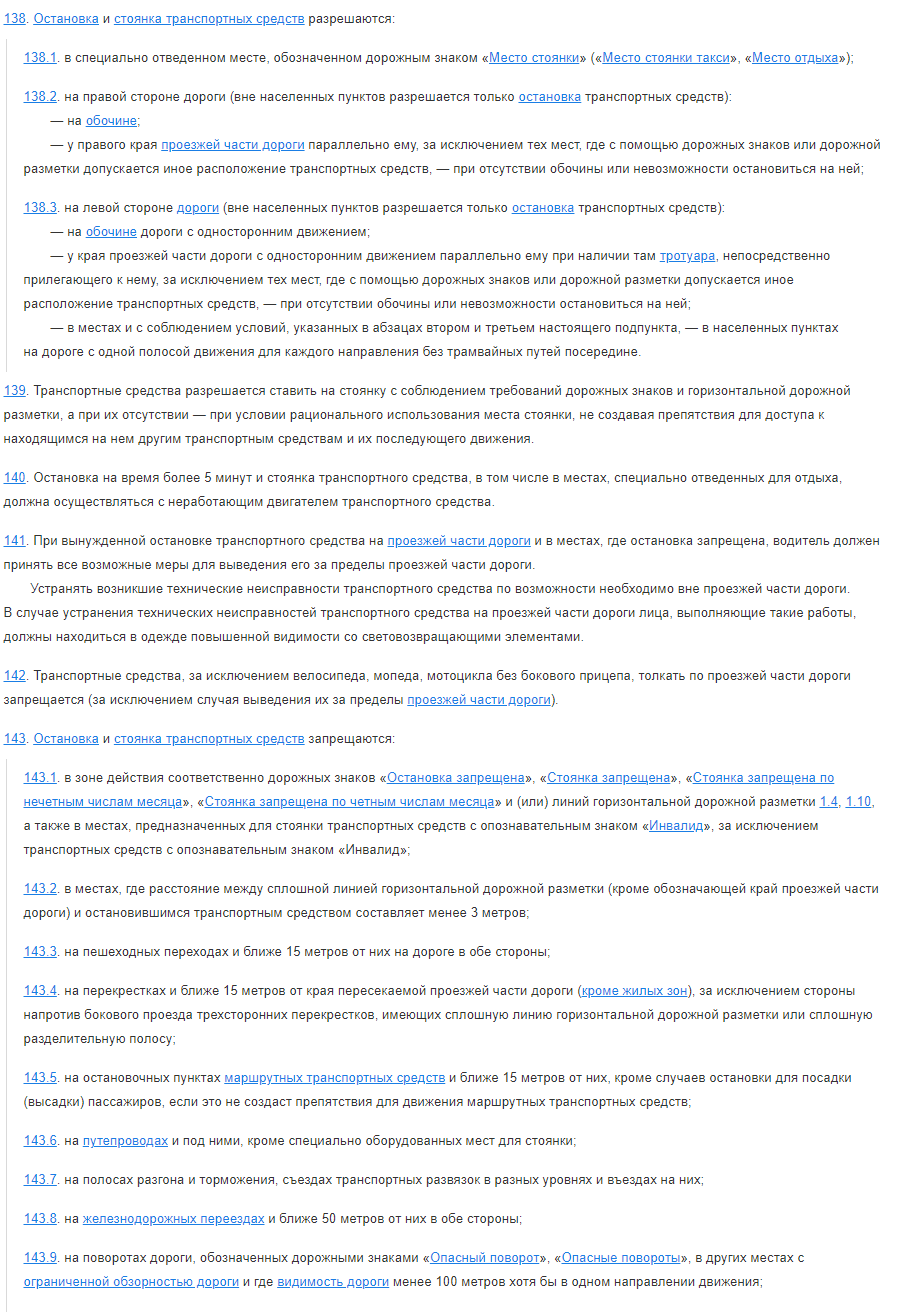 138. Остановка и стоянка транспортных средств разрешаются:
138.1. в специально отведенном месте, обозначенном дорожным знаком «Место стоянки» («Место стоянки такси», «Место отдыха»);
138.2. на правой стороне дороги (вне населенных пунктов разрешается только остановка транспортных средств):
— на обочине;
— у правого края проезжей части дороги параллельно ему, за исключением тех мест, где с помощью дорожных знаков или дорожной
разметки допускается иное расположение транспортных средств, — при отсутствии обочины или невозможности остановиться на ней;
138.3. на левой стороне дороги (вне населенных пунктов разрешается только остановка транспортных средств):
— на обочине дороги с односторонним движением;
— у края проезжей части дороги с односторонним движением параллельно ему при наличии там тротуара, непосредственно
прилегающего к нему, за исключением тех мест, где с помощью дорожных знаков или дорожной разметки допускается иное
расположение транспортных средств, — при отсутствии обочины или невозможности остановиться на ней;
— в местах и с соблюдением условий, указанных в абзацах втором и третьем настоящего подпункта, — в населенных пунктах
на дороге с одной полосой движения для каждого направления без трамвайных путей посередине.
139. Транспортные средства разрешается ставить на стоянку с соблюдением требований дорожных знаков и горизонтальной дорожной
разметки, а при их отсутствии — при условии рационального использования места стоянки, не создавая препятствия для доступа к
находящимся на нем другим транспортным средствам и их последующего движения.
140. Остановка на время более 5 минут и стоянка транспортного средства, в том числе в местах, специально отведенных для отдыха,
должна осуществляться с неработающим двигателем транспортного средства.
141. При вынужденной остановке транспортного средства на проезжей части дороги и в местах, где остановка запрещена, водитель должен
принять все возможные меры для выведения его за пределы проезжей части дороги.
Устранять возникшие технические неисправности транспортного средства по возможности необходимо вне проезжей части дороги.
В случае устранения технических неисправностей транспортного средства на проезжей части дороги лица, выполняющие такие работы,
должны находиться в одежде повышенной видимости со световозвращающими элементами.
142. Транспортные средства, за исключением велосипеда, мопеда, мотоцикла без бокового прицепа, толкать по проезжей части дороги
запрещается (за исключением случая выведения их за пределы проезжей части дороги).
143. Остановка и стоянка транспортных средств запрещаются:
143.1. в зоне действия соответственно дорожных знаков «Остановка запрещена», «Стоянка запрещена», «Стоянка запрещена по
нечетным числам месяца», «Стоянка запрещена по четным числам месяца» и (или) линий горизонтальной дорожной разметки 1.4, 1.10,
а также в местах, предназначенных для стоянки транспортных средств с опознавательным знаком «Инвалид», за исключением
транспортных средств с опознавательным знаком «Инвалид»;
143.2. в местах, где расстояние между сплошной линией горизонтальной дорожной разметки (кроме обозначающей край проезжей части
дороги) и остановившимся транспортным средством составляет менее 3 метров;
143.3. на пешеходных переходах и ближе 15 метров от них на дороге в обе стороны;
143.4. на перекрестках и ближе 15 метров от края пересекаемой проезжей части дороги (кроме жилых зон), за исключением стороны
напротив бокового проезда трехсторонних перекрестков, имеющих сплошную линию горизонтальной дорожной разметки или сплошную
разделительную полосу;
143.5. на остановочных пунктах маршрутных транспортных средств и ближе 15 метров от них, кроме случаев остановки для посадки
(высадки) пассажиров, если это не создаст препятствия для движения маршрутных транспортных средств;
143.6. на путепроводах и под ними, кроме специально оборудованных мест для стоянки;
143.7. на полосах разгона и торможения, съездах транспортных развязок в разных уровнях и въездах на них;
143.8. на железнодорожных переездах и ближе 50 метров от них в обе стороны;
143.9. на поворотах дороги, обозначенных дорожными знаками «Опасный поворот», «Опасные повороты», в других местах с
ограниченной обзорностью дороги и где видимость дороги менее 100 метров хотя бы в одном направлении движения;